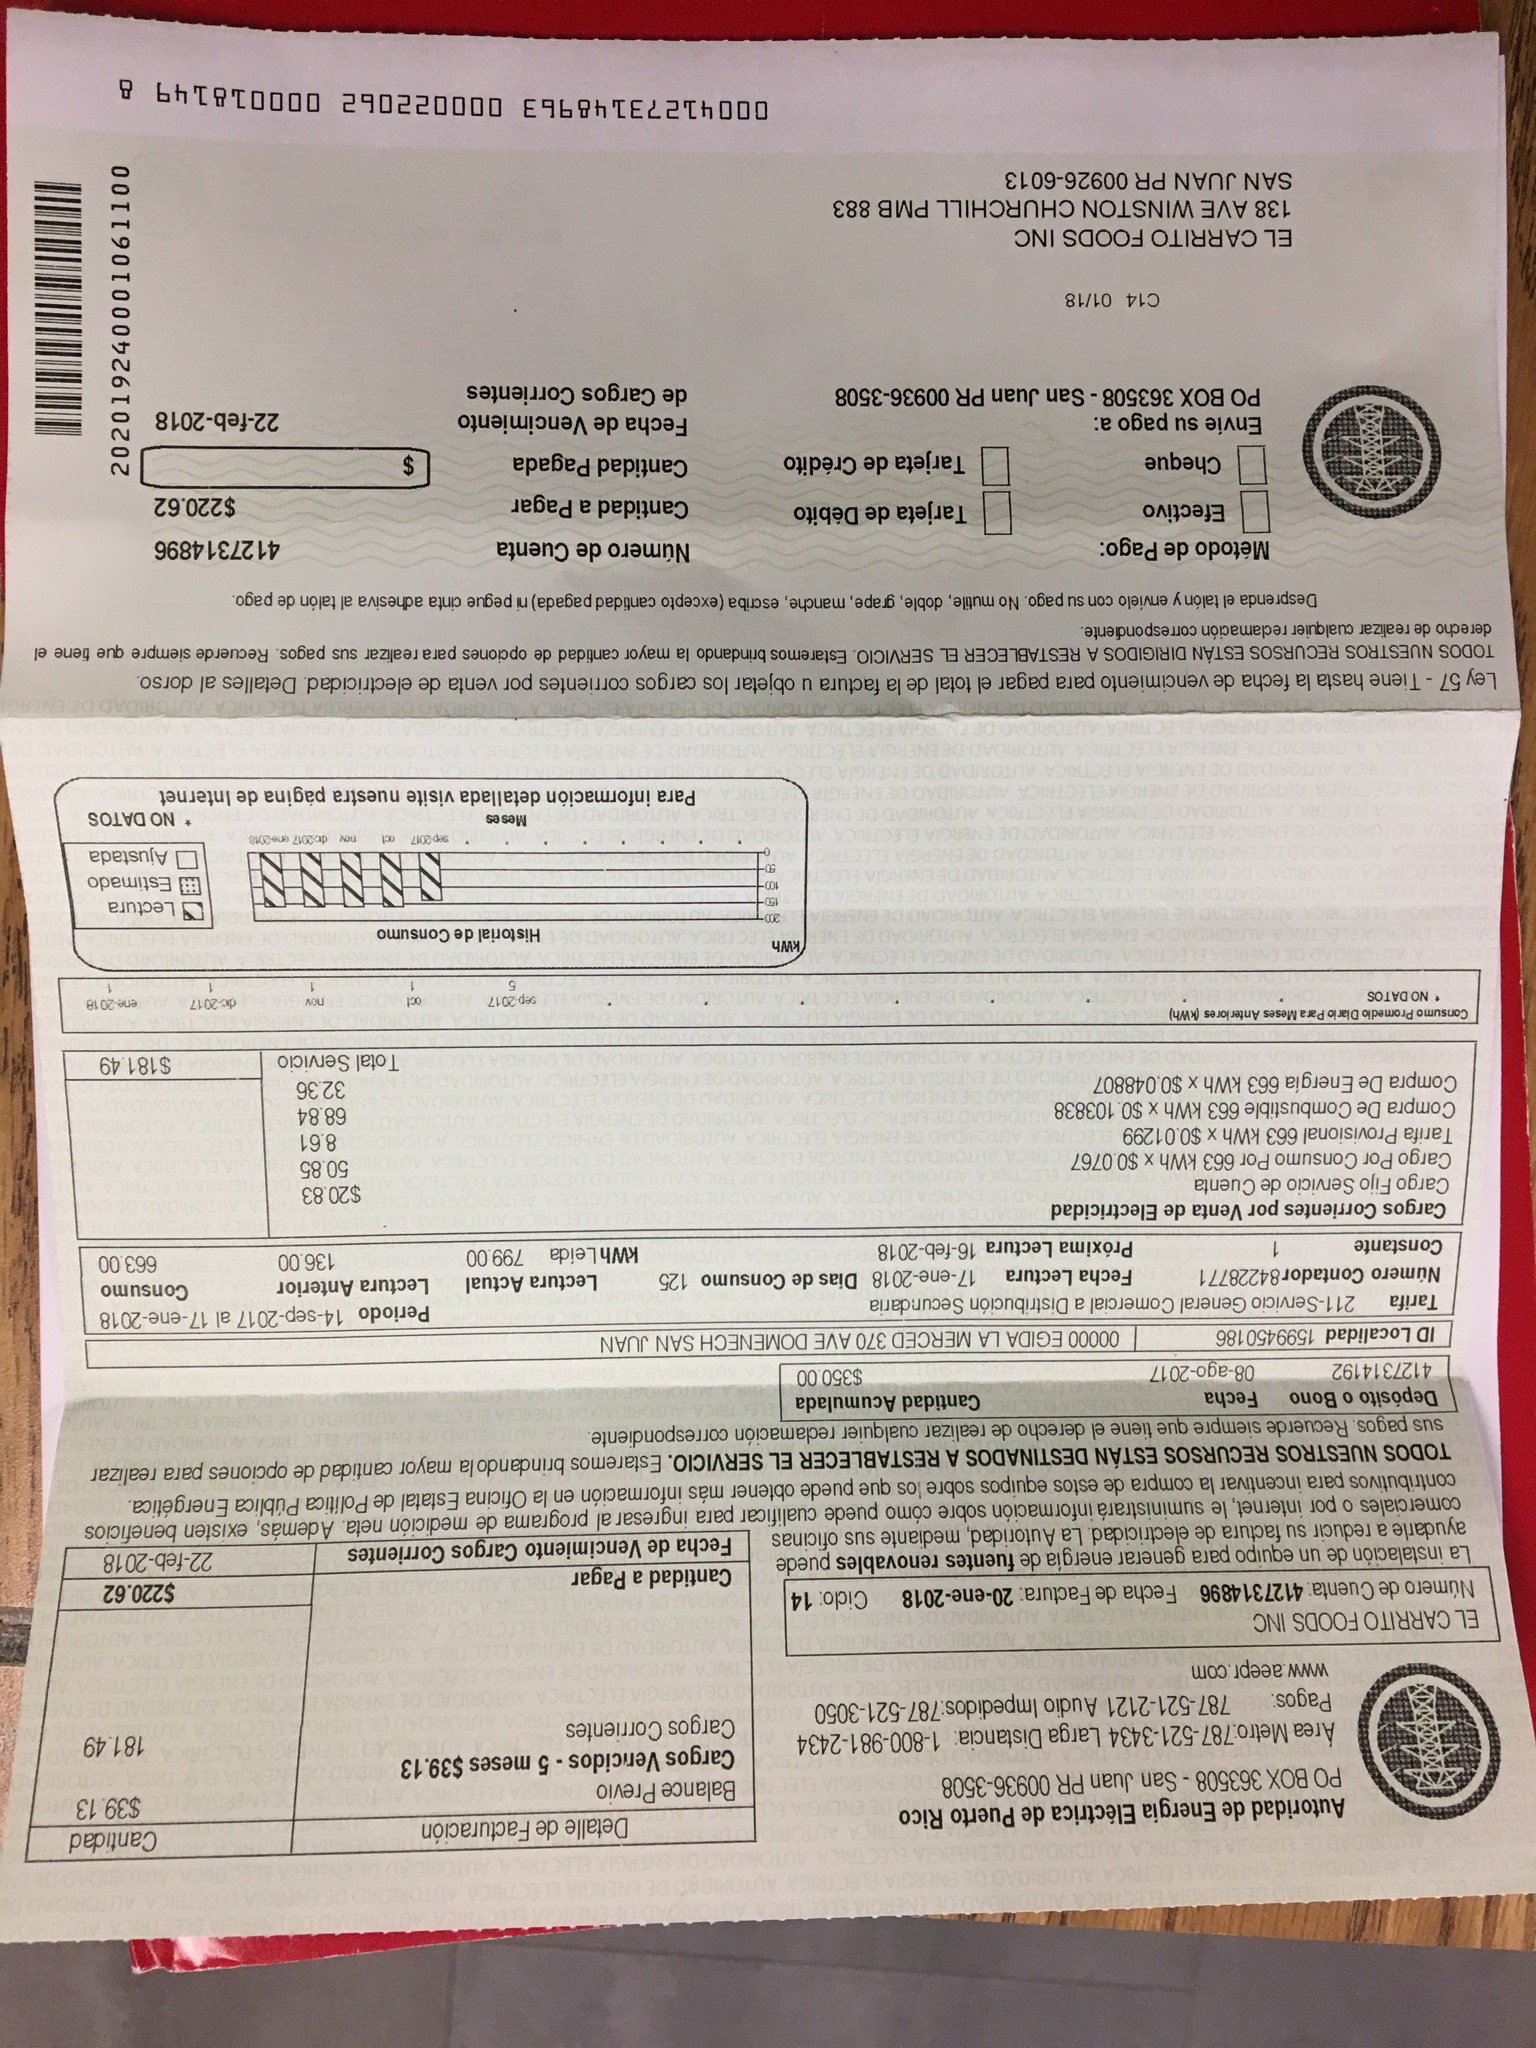 Autoridad de Energía Eléctrica de Puerto Rico
PO BOX 363508 - San Juan PR 00936-3508
Área Metro:787-521-3434 Larga Distancia: 1-800-981-2434
Pagos: 787-521-2121 Audio Impedidos:787-521-3050
www.aeepr.com
Detalle de Facturación Cantidad
Balance Previo $39.13
Cargos Vencidos - 5 meses $39.13
Cargos Corrientes 181.49
Cantidad a Pagar $220.62
Fecha de Vencimiento Cargos Corrientes 22-feb-2018
EL CARRITO FOODS INC
Número de Cuenta: 4127314896 Fecha de Factura: 20-ene-2018 Ciclo: 14
La instalación de un equipo para generar energía de fuentes renovables puede
ayudarle a reducir su factura de electricidad. La Autoridad, mediante sus oficinas
comerciales o por internet, le suministrará información sobre cómo puede cualificar para ingresar al programa de medición neta. Además, existen beneficios
contributivos para incentivar la compra de estos equipos sobre los que puede obtener más información en la Oficina Estatal de Política Pública Energética.
TODOS NUESTROS RECURSOS ESTÁN DESTINADOS A RESTABLECER EL SERVICIO. Estaremos brindando la mayor cantidad de opciones para realizar
sus pagos. Recuerde siempre que tiene el derecho de realizar cualquier reclamación correspondiente.
Depósito o Bono Fecha Cantidad Acumulada
4127314192 08-ago-2017 $350.00
ID Localidad 1599450186 00000 EGIDA LA MERCED 370 AVE DOMENECH SAN JUAN
Tarifa 211-Servicio General Comercial a Distribución Secundaria Periodo 14-sep-2017 al 17-ene-2018
Número Contador 84228771 Fecha Lectura 17-ene-2018 Dias de Consumo 125 Lectura Actual Lectura Anterior Consumo
Constante 1 Próxima Lectura 16-feb-2018 kWh Leída 799.00 136.00 663.00
Cargos Corrientes por Venta de Electricidad
Cargo Fijo Servicio de Cuenta $20.83
Cargo Por Consumo Por 663 kWh x $0.0767 50.85
Tarifa Provisional 663 kWh x $0.01299 8.61
Compra De Combustible 663 kWh x $0.103838 68.84
Compra De Energía 663 kWh x $0.048807 32.36
Total Servicio $181.49
Consumo Promedio Diario Para Meses Anteriores (kWh)
* NO DATOS * * * * * * * sep-2017 oct nov dic-2017 ene-2018
5 1 1 1 1
kWh Historial de Consumo
200
150
100
50
0
* * * * * * * * sep-2017 oct nov dic-2017 ene-2018
Meses
Lectura
Estimado
Ajustada
* NO DATOS
Para información detallada visite nuestra página de Internet
Ley 57 - Tiene hasta la fecha de vencimiento para pagar el total de la factura u objetar los cargos corrientes por venta de electricidad. Detalles al dorso.
TODOS NUESTROS RECURSOS ESTÁN DIRIGIDOS A RESTABLECER EL SERVICIO. Estaremos brindando la mayor cantidad de opciones para realizar sus pagos. Recuerde siempre que tiene el
derecho de realizar cualquier reclamación correspondiente.
Desprenda el talón y envíelo con su pago. No mutile, doble, grape, manche, escriba (excepto cantidad pagada) ni pegue cinta adhesiva al talón de pago.
Método de Pago:
Efectivo Tarjeta de Débito
Cheque Tarjeta de Crédito
Envíe su pago a:
PO BOX 363508 - San Juan PR 00936-3508
Número de Cuenta 4127314896
Cantidad a Pagar $220.62
Cantidad Pagada $
Fecha de Vencimiento 22-feb-2018
de Cargos Corrientes
2020192400010​61100
C14 01/18
EL CARRITO FOODS INC
138 AVE WINSTON CHURCHILL PMB 883
SAN JUAN PR 00926-6013
00041273148963 000022062 000018149 8